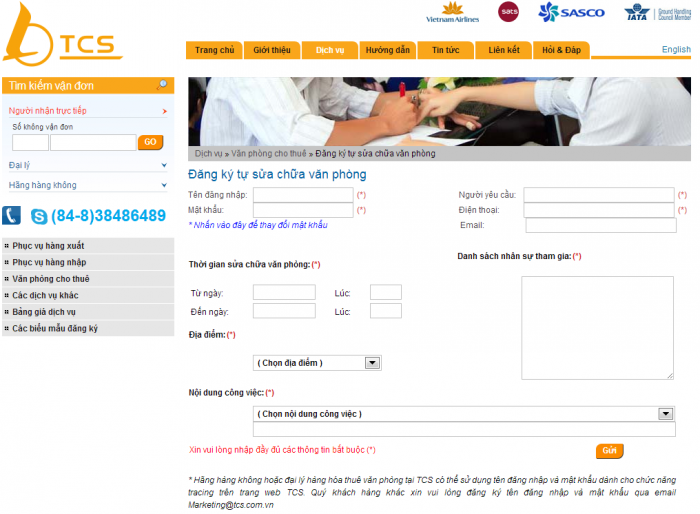 TCS
Vietnam Airlines
sats
SASCO
IATA
Ground Handling
Council Member
Trang chủ
Giới thiệu
Dịch vụ
Hướng dẫn
Tin tức
Liên kết
Hỏi & Đáp
English
Tìm kiếm vận đơn
Người nhận trực tiếp
Số không vận đơn
GO
Đại lý
Hãng hàng không
(84-8)38486489
Phục vụ hàng xuất
Phục vụ hàng nhập
Văn phòng cho thuê
Các dịch vụ khác
Bảng giá dịch vụ
Các biểu mẫu đăng ký
Dịch vụ » Văn phòng cho thuê » Đăng ký tự sửa chữa văn phòng
Đăng ký tự sửa chữa văn phòng
Tên đăng nhập: (*) Người yêu cầu: (*)
Mật khẩu: (*) Điện thoại: (*)
* Nhấn vào đây để thay đổi mật khẩu Email:
Thời gian sửa chữa văn phòng: (*) Danh sách nhân sự tham gia: (*)
Từ ngày: Lúc:
Đến ngày: Lúc:
Địa điểm: (*)
( Chọn địa điểm )
Nội dung công việc: (*)
( Chọn nội dung công việc )
Xin vui lòng nhập đầy đủ các thông tin bắt buộc (*) Gửi
* Hãng hàng không hoặc đại lý hàng hóa thuê văn phòng tại TCS có thể sử dụng tên đăng nhập và mật khẩu dành cho chức năng
tracing trên trang web TCS. Quý khách hàng khác xin vui lòng đăng ký tên đăng nhập và mật khẩu qua email
Marketing@tcs.com.vn